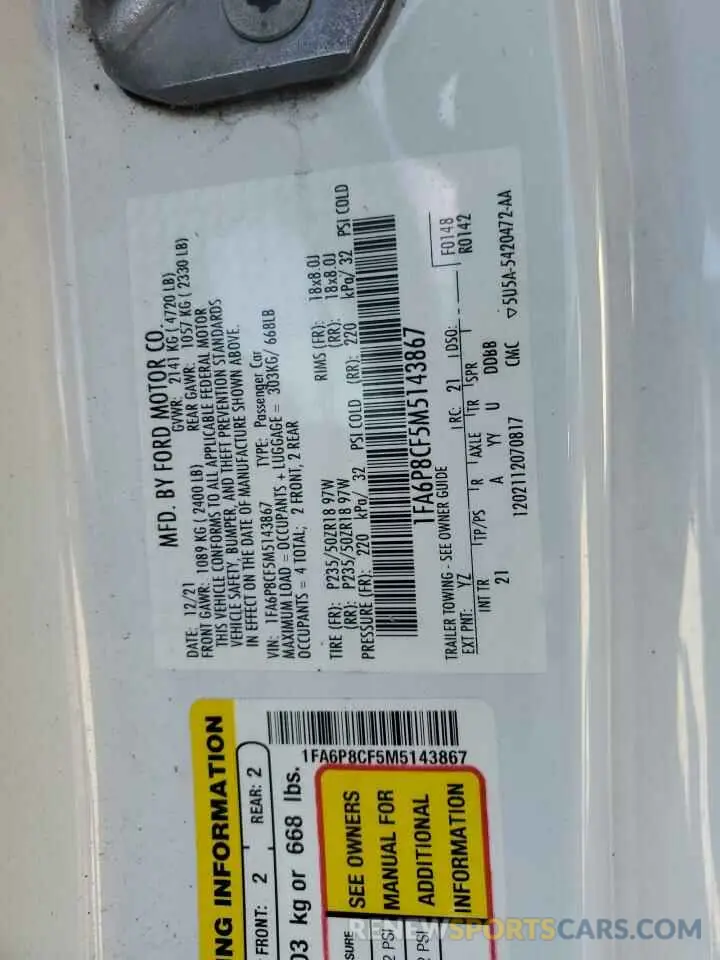 MFD. BY FORD MOTOR CO.
DATE: 12/21
GVWR: 2141 KG ( 4720 LB)
FRONT GAWR: 1089 KG ( 2400 LB)
REAR GAWR: 1057 KG ( 2330 LB)
THIS VEHICLE CONFORMS TO ALL APPLICABLE FEDERAL MOTOR
VEHICLE SAFETY, BUMPER, AND THEFT PREVENTION STANDARDS
IN EFFECT ON THE DATE OF MANUFACTURE SHOWN ABOVE.
VIN: 1FA6P8CF5M5143867 TYPE: Passenger Car
MAXIMUM LOAD = OCCUPANTS + LUGGAGE = 303KG/ 668LB
OCCUPANTS = 4 TOTAL; 2 FRONT, 2 REAR
TIRE (FR): P235/50ZR18 97W RIMS (FR): 18x8.0J
(RR): P235/50ZR18 97W (RR): 18x8.0J
PRESSURE (FR): 220 kPa/ 32 PSI COLD (RR): 220 kPa/ 32 PSI COLD
1FA6P8CF5M5143867
TRAILER TOWING - SEE OWNER GUIDE
F0148
EXT PNT: YZ RC: 21 DSO: R0142
INT TR TP/PS R AXLE TR SPR
21 A YY U DDBB
1202112070817 CMC ▽5U5A-5420472-AA
NG INFORMATION
FRONT: 2 REAR: 2
03 kg or 668 lbs.
1FA6P8CF5M5143867
SEE OWNERS
MANUAL FOR
ADDITIONAL
INFORMATION
SSURE
2 PSI
2 PSI
RENEWSPORTSCARS.COM